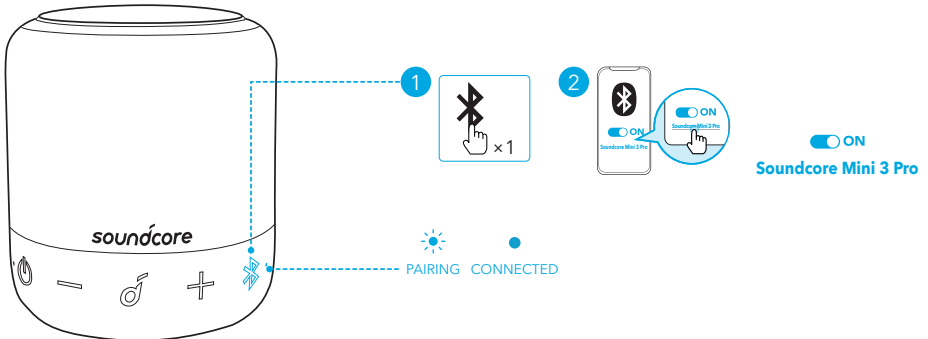 soundcore
1
×1
PAIRING CONNECTED
2
ON
Soundcore Mini 3 Pro
ON
Soundcore Mini 3 Pro
ON
Soundcore Mini 3 Pro